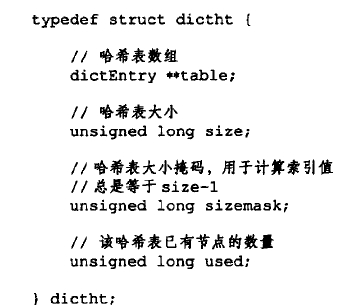 typedef struct dictht {
// 哈希表数组
dictEntry **table;
// 哈希表大小
unsigned long size;
// 哈希表大小掩码，用于计算索引值
// 总是等于 size-1
unsigned long sizemask;
// 该哈希表已有节点的数量
unsigned long used;
} dictht;